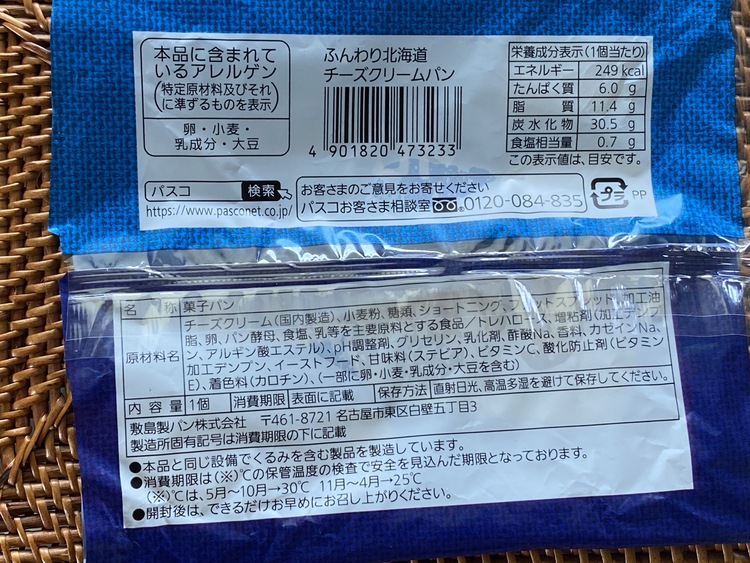 本品に含まれて
いるアレルゲン
(特定原材料及びそれ
に準ずるものを表示)
卵・小麦・
乳成分・大豆
ふんわり北海道
チーズクリームパン
4 901820 473233
栄養成分表示(1個当たり)
エネルギー 249 kcal
たんぱく質 6.0 g
脂質 11.4 g
炭水化物 30.5 g
食塩相当量 0.7 g
この表示値は、目安です。
パスコ 検索
https://www.pasconet.co.jp/
お客さまのご意見をお寄せください
パスコお客さま相談室 0120-084-835
プラ PP
名称 菓子パン
原材料名 チーズクリーム(国内製造)、小麦粉、糖類、ショートニング、ファットスプレッド、加工油
脂、卵、パン酵母、食塩、乳等を主要原料とする食品/トレハロース、増粘剤(加工デンプ
ン、アルギン酸エステル)、pH調整剤、グリセリン、乳化剤、酢酸Na、香料、カゼインNa、
加工デンプン、イーストフード、甘味料(ステビア)、ビタミンC、酸化防止剤(ビタミン
E)、着色料(カロチン)、(一部に卵・小麦・乳成分・大豆を含む)
内容量 1個 消費期限 表面に記載 保存方法 直射日光、高温多湿を避けて保存してください。
敷島製パン株式会社 〒461-8721 名古屋市東区白壁五丁目3
製造所固有記号は消費期限の下に記載
●本品と同じ設備でくるみを含む製品を製造しています。
●消費期限は(※)℃の保管温度の検査で安全を見込んだ期限となっております。
(※)℃は、5月〜10月→30℃ 11月〜4月→25℃
●開封後は、できるだけお早めにお召し上がりください。